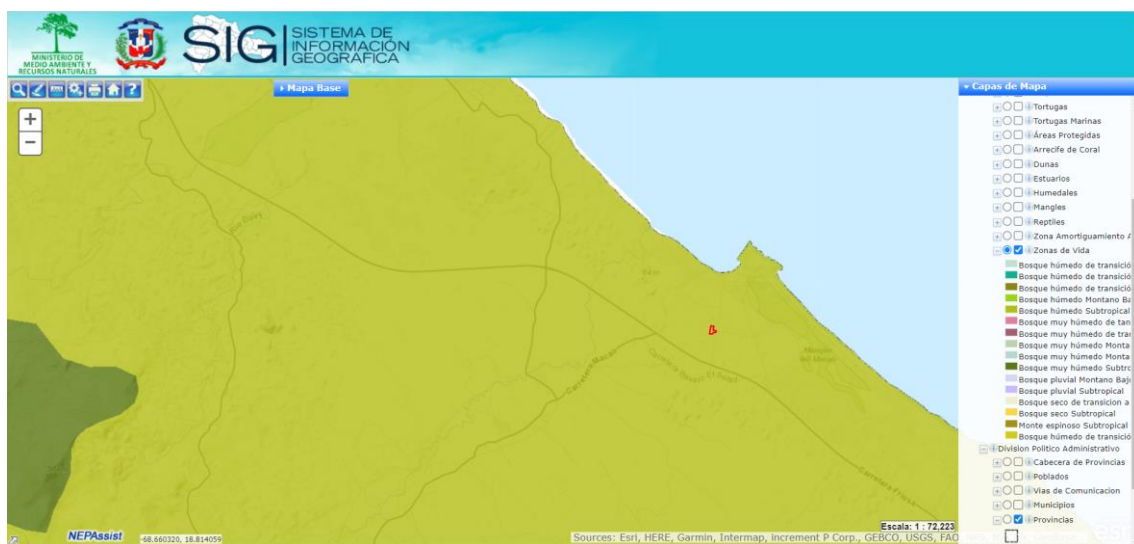 MINISTERIO DE
MEDIO AMBIENTE Y
RECURSOS NATURALES
SIG
SISTEMA DE
INFORMACIÓN
GEOGRAFICA
Mapa Base
Capas de Mapa
+
−
Tortugas
Tortugas Marinas
Áreas Protegidas
Arrecife de Coral
Dunas
Estuarios
Humedales
Mangles
Reptiles
Zona Amortiguamiento A
Zonas de Vida
Bosque húmedo de transició
Bosque húmedo de transició
Bosque húmedo de transició
Bosque húmedo Montano Ba
Bosque húmedo Subtropical
Bosque muy húmedo de tan
Bosque muy húmedo de tra
Bosque muy húmedo Monta
Bosque muy húmedo Monta
Bosque muy húmedo Subtro
Bosque pluvial Montano Baj
Bosque pluvial Subtropical
Bosque seco de transicion a
Bosque seco Subtropical
Monte espinoso Subtropical
Bosque húmedo de transició
Division Politico Administrativo
Cabecera de Provincias
Poblados
Vias de Comunicacion
Municipios
Provincias
Carretera Macao
Escala: 1 : 72,223
NEPAssist
-68.660320, 18.814059
Sources: Esri, HERE, Garmin, Intermap, increment P Corp., GEBCO, USGS, FAO,
esri